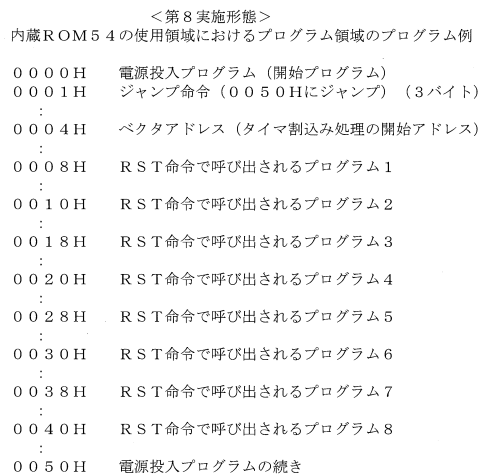 ＜第８実施形態＞
内蔵ＲＯＭ５４の使用領域におけるプログラム領域のプログラム例
００００Ｈ　電源投入プログラム（開始プログラム）
０００１Ｈ　ジャンプ命令（００５０Ｈにジャンプ）（３バイト）
：
０００４Ｈ　ベクタアドレス（タイマ割込み処理の開始アドレス）
：
０００８Ｈ　ＲＳＴ命令で呼び出されるプログラム１
：
００１０Ｈ　ＲＳＴ命令で呼び出されるプログラム２
：
００１８Ｈ　ＲＳＴ命令で呼び出されるプログラム３
：
００２０Ｈ　ＲＳＴ命令で呼び出されるプログラム４
：
００２８Ｈ　ＲＳＴ命令で呼び出されるプログラム５
：
００３０Ｈ　ＲＳＴ命令で呼び出されるプログラム６
：
００３８Ｈ　ＲＳＴ命令で呼び出されるプログラム７
：
００４０Ｈ　ＲＳＴ命令で呼び出されるプログラム８
：
００５０Ｈ　電源投入プログラムの続き